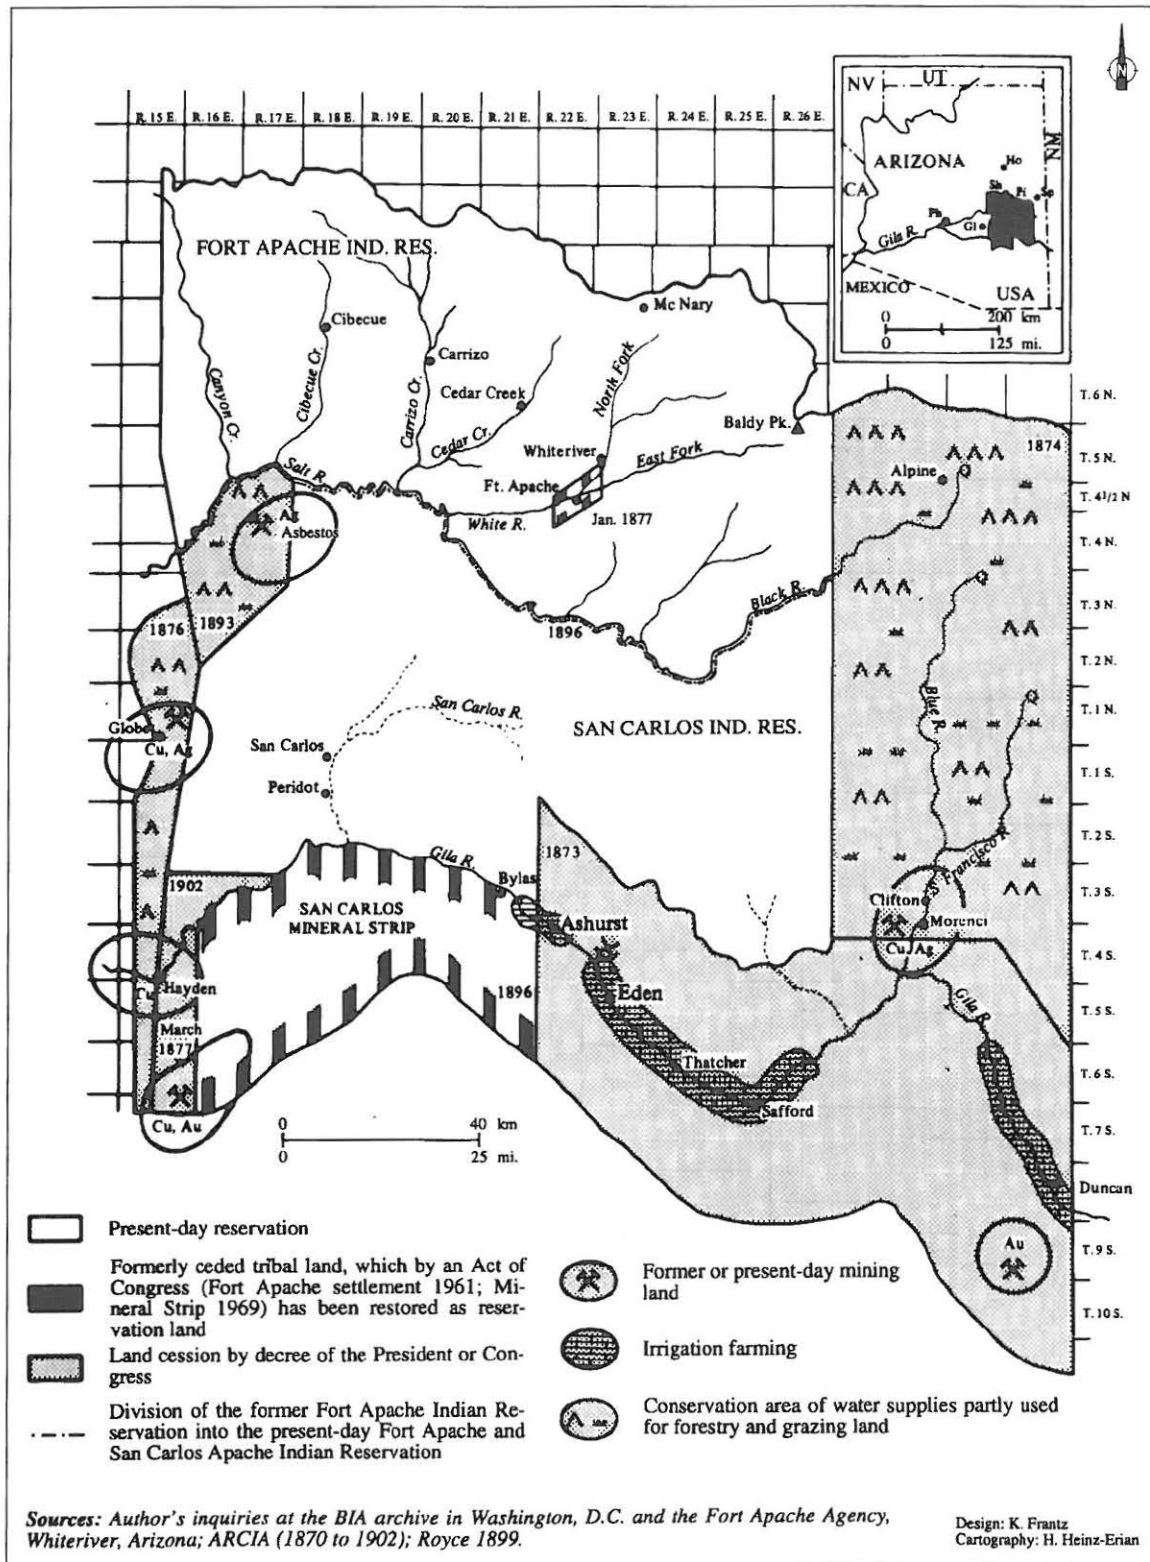 N
NV
UT
ARIZONA
NM
CA
Ho
Sh
Pi
Sp
Ph
Gl
Gila R.
MEXICO
USA
0 200 km
0 125 mi.
R. 15 E. R. 16 E. R. 17 E. R. 18 E. R. 19 E. R. 20 E. R. 21 E. R. 22 E. R. 23 E. R. 24 E. R. 25 E. R. 26 E.
FORT APACHE IND. RES.
Mc Nary
Cibecue
Carrizo
Cedar Creek
Canyon Cr.
Cibecue Cr.
Carrizo Cr.
Cedar Cr.
North Fork
Baldy Pk.
Whiteriver
East Fork
Salt R.
Ft. Apache
White R.
Jan. 1877
Ag
Asbestos
1874
Alpine
Black R.
1896
1876
1893
Globe
Cu, Ag
San Carlos R.
San Carlos
Peridot
SAN CARLOS IND. RES.
Blue R.
S. Francisco R.
T. 6 N.
T. 5 N.
T. 4 1/2 N
T. 4 N.
T. 3 N.
T. 2 N.
T. 1 N.
T. 1 S.
T. 2 S.
T. 3 S.
T. 4 S.
T. 5 S.
T. 6 S.
T. 7 S.
Duncan
T. 9 S.
T. 10 S.
1873
Gila R.
Bylas
1902
SAN CARLOS
MINERAL STRIP
Ashurst
Clifton
Morenci
Cu, Ag
Hayden
Cu
1896
Eden
Gila R.
March
1877
Thatcher
Safford
Cu, Au
0 40 km
0 25 mi.
Au
Present-day reservation
Formerly ceded tribal land, which by an Act of
Congress (Fort Apache settlement 1961; Mi-
neral Strip 1969) has been restored as reser-
vation land
Land cession by decree of the President or Con-
gress
Division of the former Fort Apache Indian Re-
servation into the present-day Fort Apache and
San Carlos Apache Indian Reservation
Former or present-day mining
land
Irrigation farming
Conservation area of water supplies partly used
for forestry and grazing land
Sources: Author's inquiries at the BIA archive in Washington, D.C. and the Fort Apache Agency,
Whiteriver, Arizona; ARCIA (1870 to 1902); Royce 1899.
Design: K. Frantz
Cartography: H. Heinz-Erian